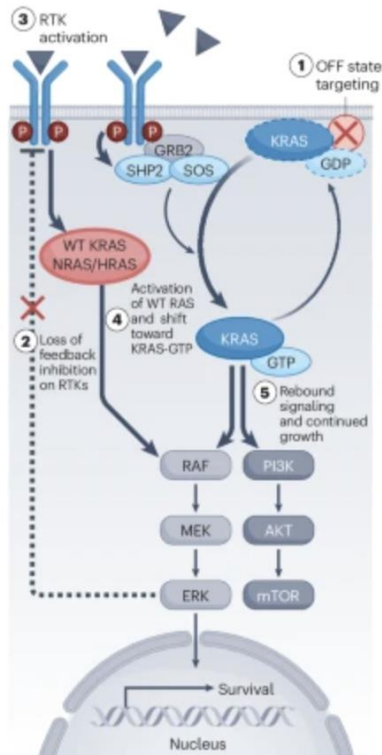 3 RTK
activation
1 OFF state
targeting
P P P P
GRB2
SHP2 SOS
KRAS
GDP
WT KRAS
NRAS/HRAS
4 Activation
of WT RAS
and shift
toward
KRAS-GTP
2 Loss of
feedback
inhibition
on RTKs
KRAS
GTP
5 Rebound
signaling
and continued
growth
RAF PI3K
MEK AKT
ERK mTOR
Survival
Nucleus